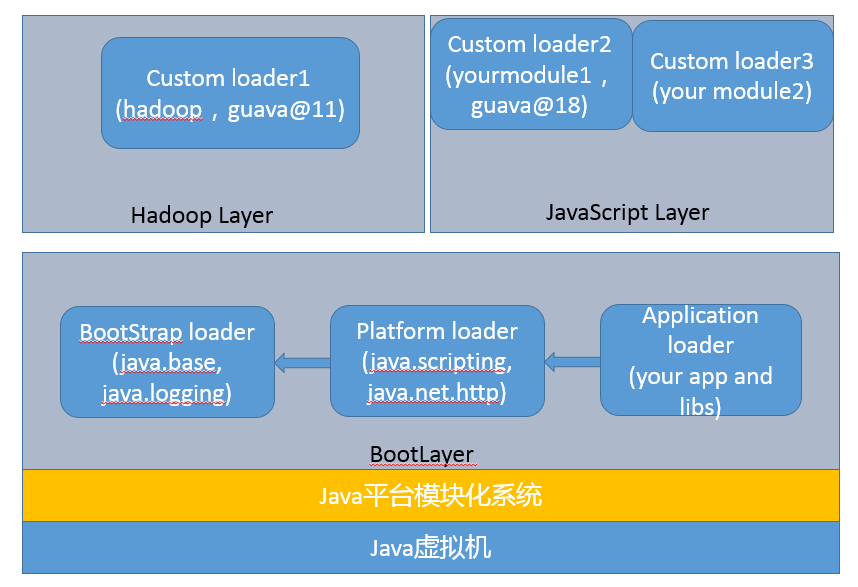 Custom loader1
(hadoop，guava@11)
Hadoop Layer
Custom loader2
(yourmodule1，
guava@18)
Custom loader3
(your module2)
JavaScript Layer
BootStrap loader
(java.base,
java.logging)
Platform loader
(java.scripting,
java.net.http)
Application
loader
(your app and
libs)
BootLayer
Java平台模块化系统
Java虚拟机